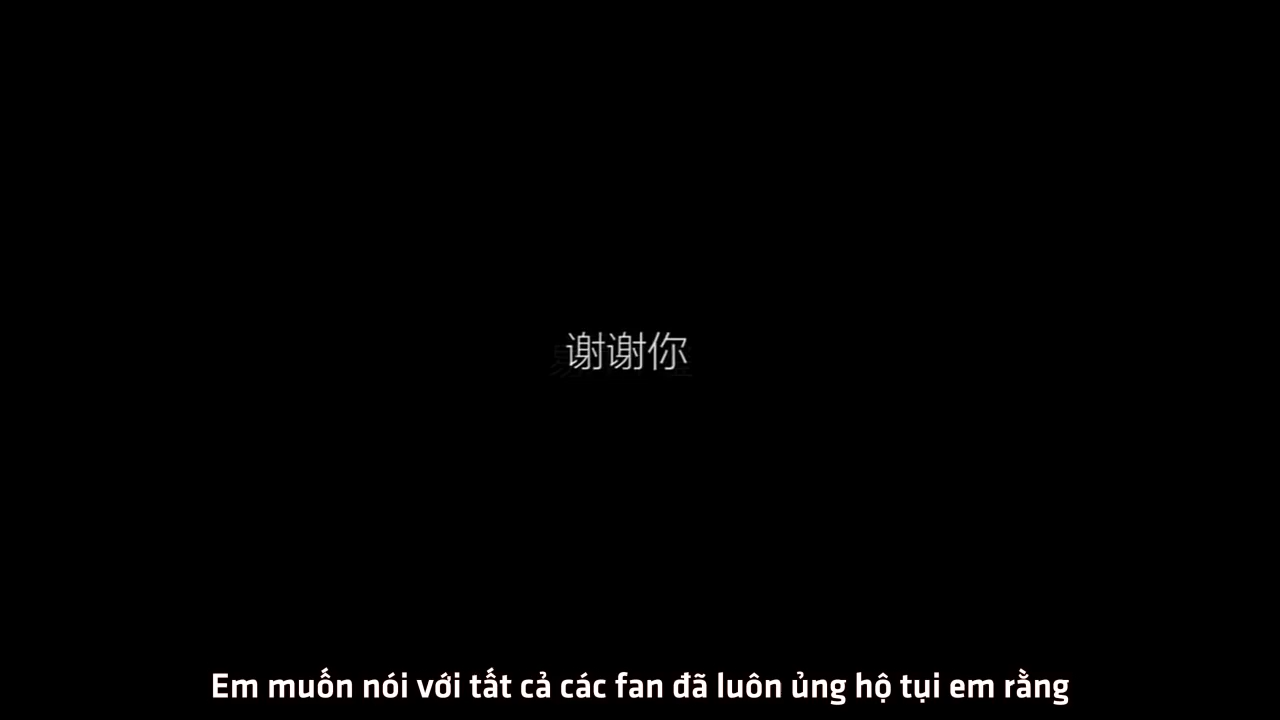 谢谢你
Em muốn nói với tất cả các fan đã luôn ủng hộ tụi em rằng